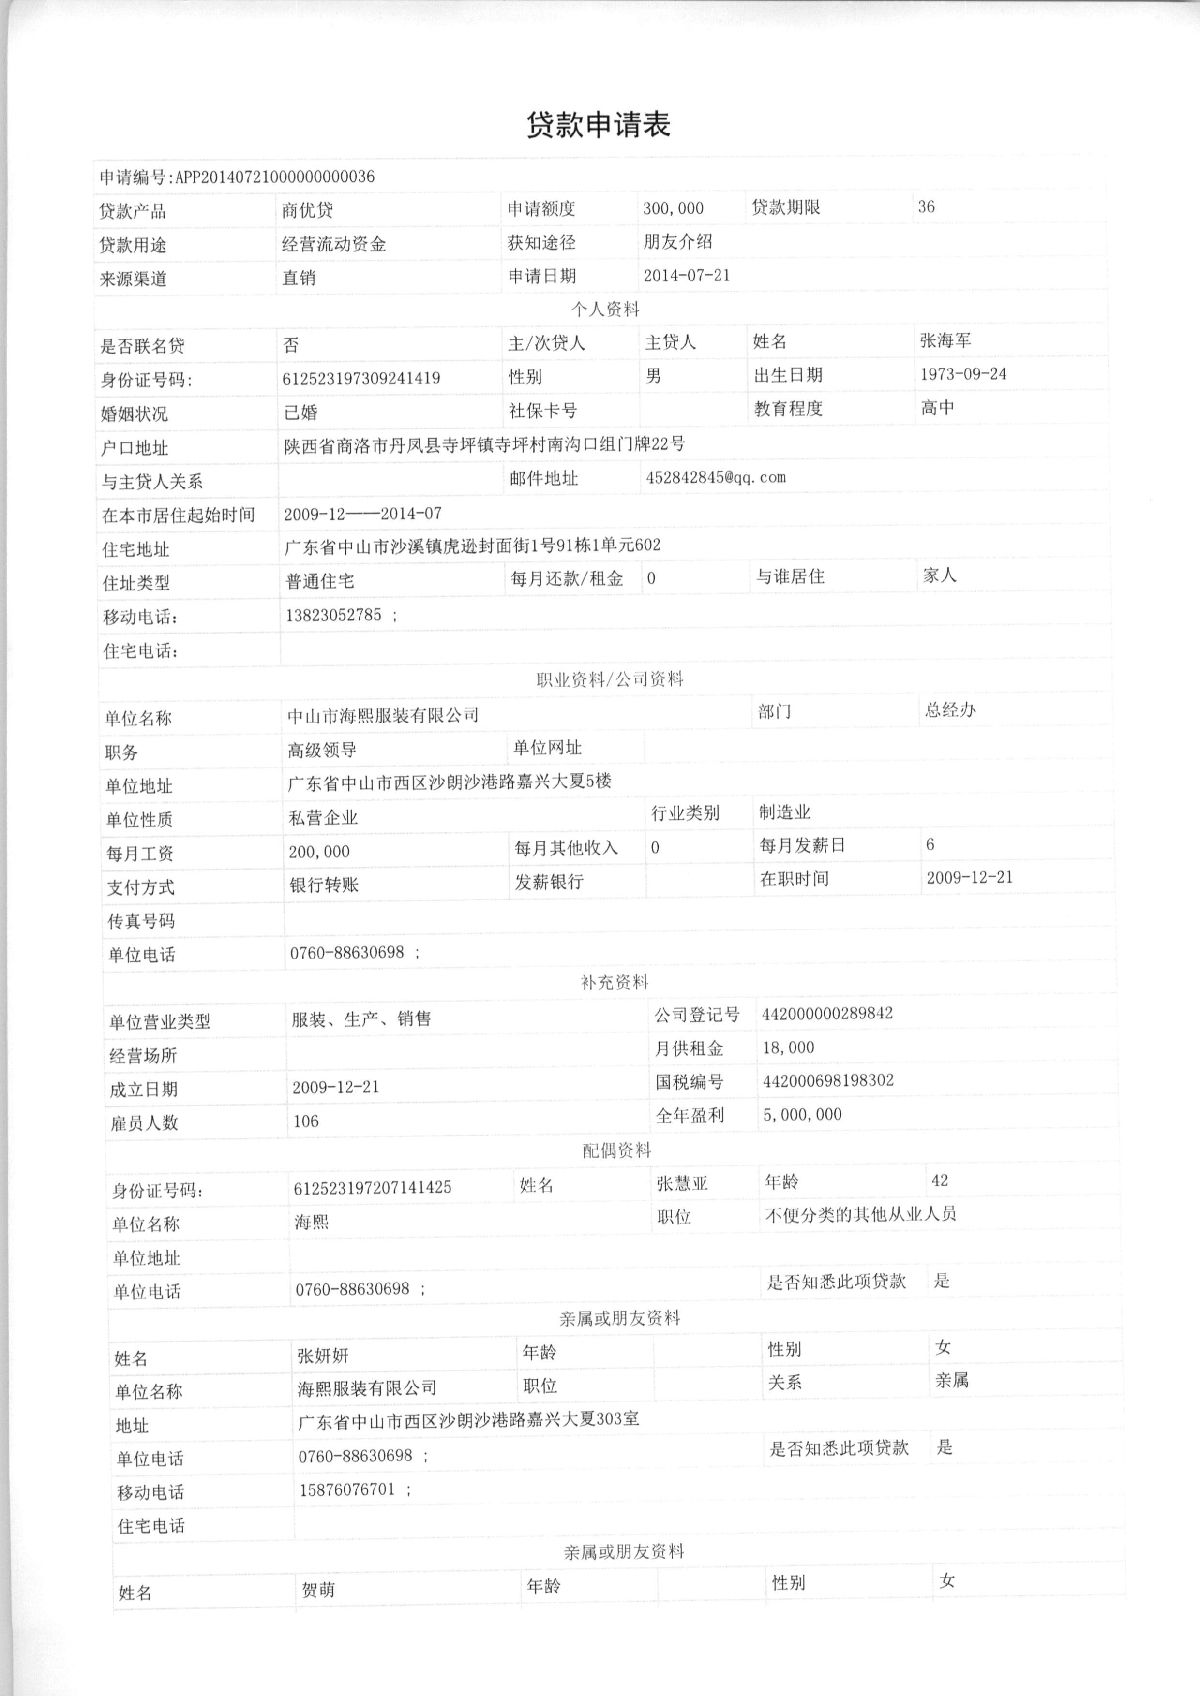 贷款申请表
申请编号:APP20140721000000000036
贷款产品 商优贷 申请额度 300,000 贷款期限 36
贷款用途 经营流动资金 获知途径 朋友介绍
来源渠道 直销 申请日期 2014-07-21
个人资料
是否联名贷 否 主/次贷人 主贷人 姓名 张海军
身份证号码: 612523197309241419 性别 男 出生日期 1973-09-24
婚姻状况 已婚 社保卡号 教育程度 高中
户口地址 陕西省商洛市丹凤县寺坪镇寺坪村南沟口组门牌22号
与主贷人关系 邮件地址 452842845@qq.com
在本市居住起始时间 2009-12——2014-07
住宅地址 广东省中山市沙溪镇虎逊封面街1号91栋1单元602
住址类型 普通住宅 每月还款/租金 0 与谁居住 家人
移动电话: 13823052785 ;
住宅电话:
职业资料/公司资料
单位名称 中山市海熙服装有限公司 部门 总经办
职务 高级领导 单位网址
单位地址 广东省中山市西区沙朗沙港路嘉兴大夏5楼
单位性质 私营企业 行业类别 制造业
每月工资 200,000 每月其他收入 0 每月发薪日 6
支付方式 银行转账 发薪银行 在职时间 2009-12-21
传真号码
单位电话 0760-88630698 ;
补充资料
单位营业类型 服装、生产、销售 公司登记号 442000000289842
经营场所 月供租金 18,000
成立日期 2009-12-21 国税编号 442000698198302
雇员人数 106 全年盈利 5,000,000
配偶资料
身份证号码: 612523197207141425 姓名 张慧亚 年龄 42
单位名称 海熙 职位 不便分类的其他从业人员
单位地址
单位电话 0760-88630698 ; 是否知悉此项贷款 是
亲属或朋友资料
姓名 张妍妍 年龄 性别 女
单位名称 海熙服装有限公司 职位 关系 亲属
地址 广东省中山市西区沙朗沙港路嘉兴大夏303室
单位电话 0760-88630698 ; 是否知悉此项贷款 是
移动电话 15876076701 ;
住宅电话
亲属或朋友资料
姓名 贺萌 年龄 性别 女